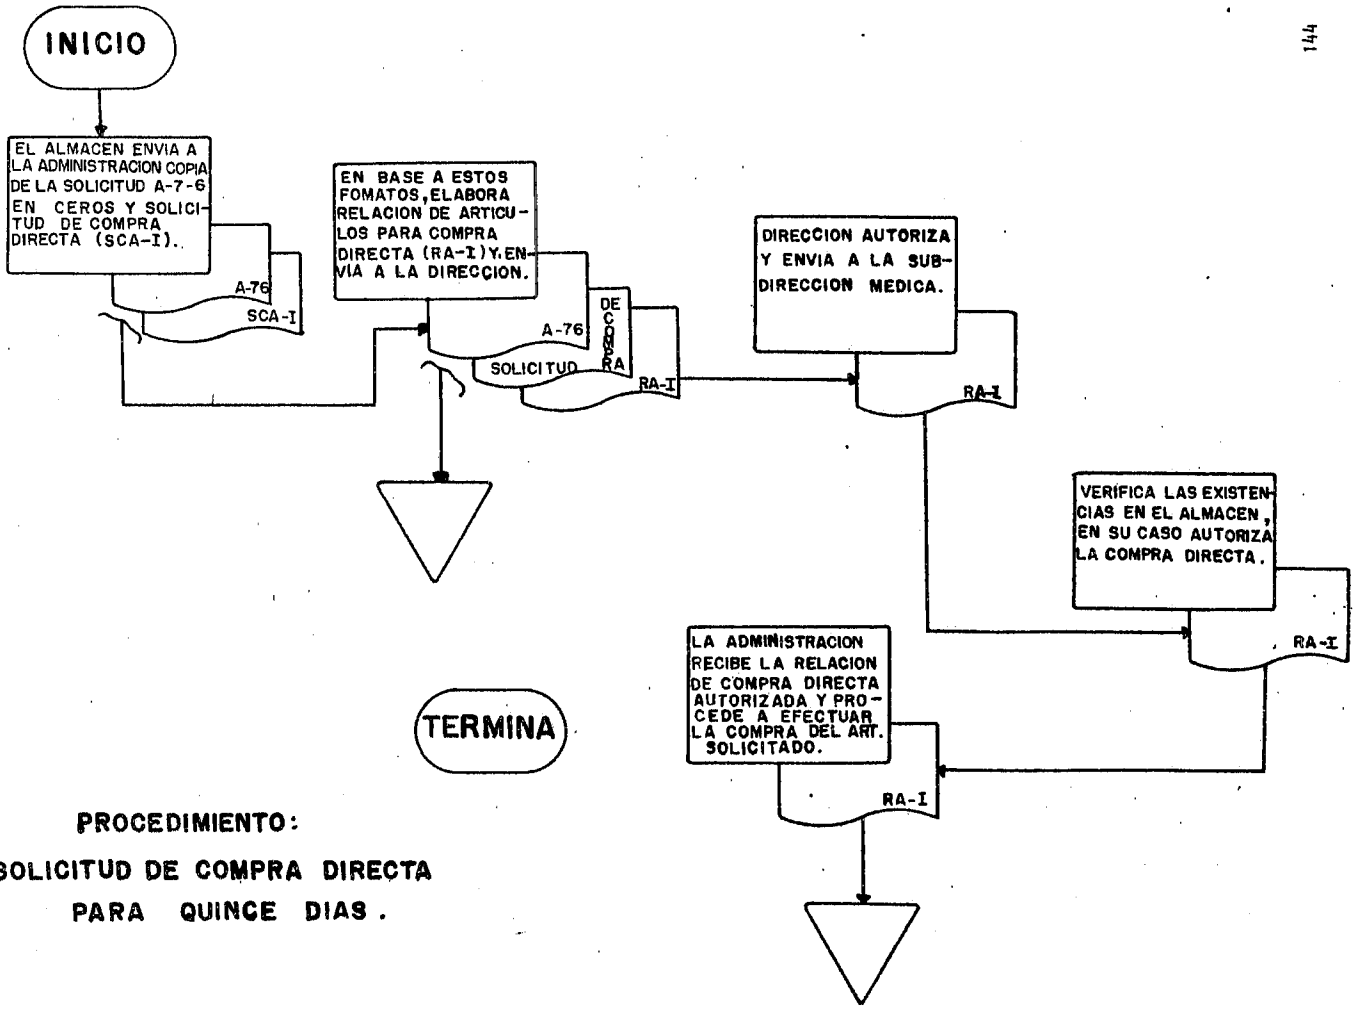 144
INICIO
EL ALMACEN ENVIA A
LA ADMINISTRACION COPIA
DE LA SOLICITUD A-7-6
EN CEROS Y SOLICI-
TUD DE COMPRA
DIRECTA (SCA-I).
A-76
SCA-I
EN BASE A ESTOS
FOMATOS, ELABORA
RELACION DE ARTICU-
LOS PARA COMPRA
DIRECTA (RA-I) Y, EN-
VIA A LA DIRECCION.
A-76
SOLICITUD
DE COMPRA
RA-I
DIRECCION AUTORIZA
Y ENVIA A LA SUB-
DIRECCION MEDICA.
RA-I
VERIFICA LAS EXISTEN-
CIAS EN EL ALMACEN,
EN SU CASO AUTORIZA
LA COMPRA DIRECTA.
RA-I
LA ADMINISTRACION
RECIBE LA RELACION
DE COMPRA DIRECTA
AUTORIZADA Y PRO-
CEDE A EFECTUAR
LA COMPRA DEL ART.
SOLICITADO.
RA-I
TERMINA
PROCEDIMIENTO:
SOLICITUD DE COMPRA DIRECTA
PARA QUINCE DIAS.